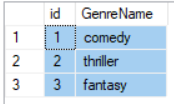 id GenreName
1 1 comedy
2 2 thriller
3 3 fantasy